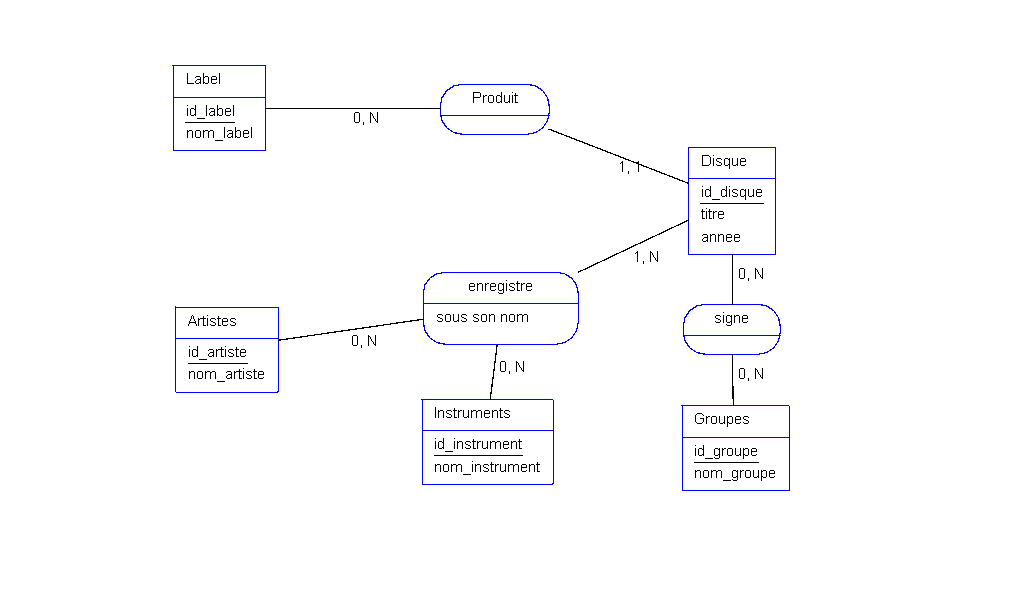 Label
id_label
nom_label
0, N
Produit
1, 1
Disque
id_disque
titre
annee
1, N
0, N
enregistre
sous son nom
signe
Artistes
id_artiste
nom_artiste
0, N
0, N
0, N
Instruments
id_instrument
nom_instrument
Groupes
id_groupe
nom_groupe